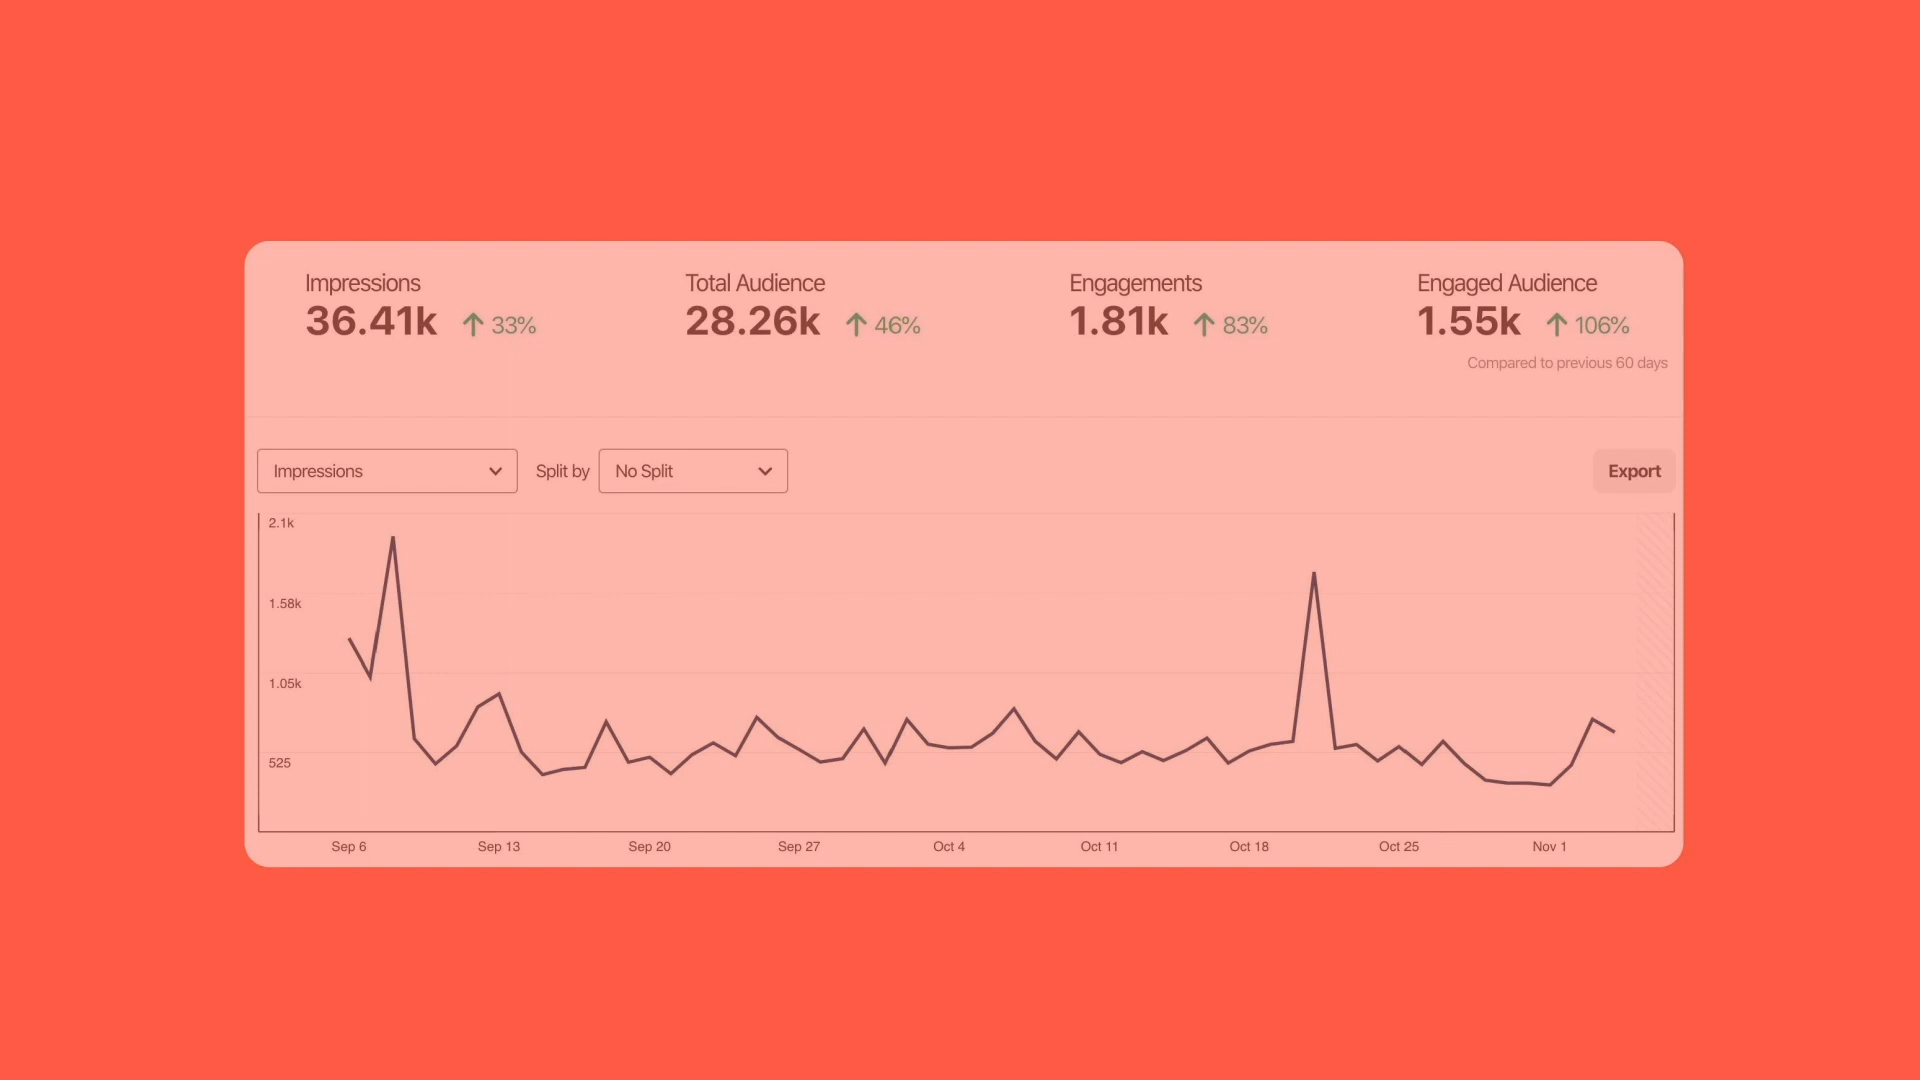 Impressions
36.41k ↑ 33%
Total Audience
28.26k ↑ 46%
Engagements
1.81k ↑ 83%
Engaged Audience
1.55k ↑ 106%
Compared to previous 60 days
Impressions Split by No Split Export
2.1k
1.58k
1.05k
525
Sep 6 Sep 13 Sep 20 Sep 27 Oct 4 Oct 11 Oct 18 Oct 25 Nov 1